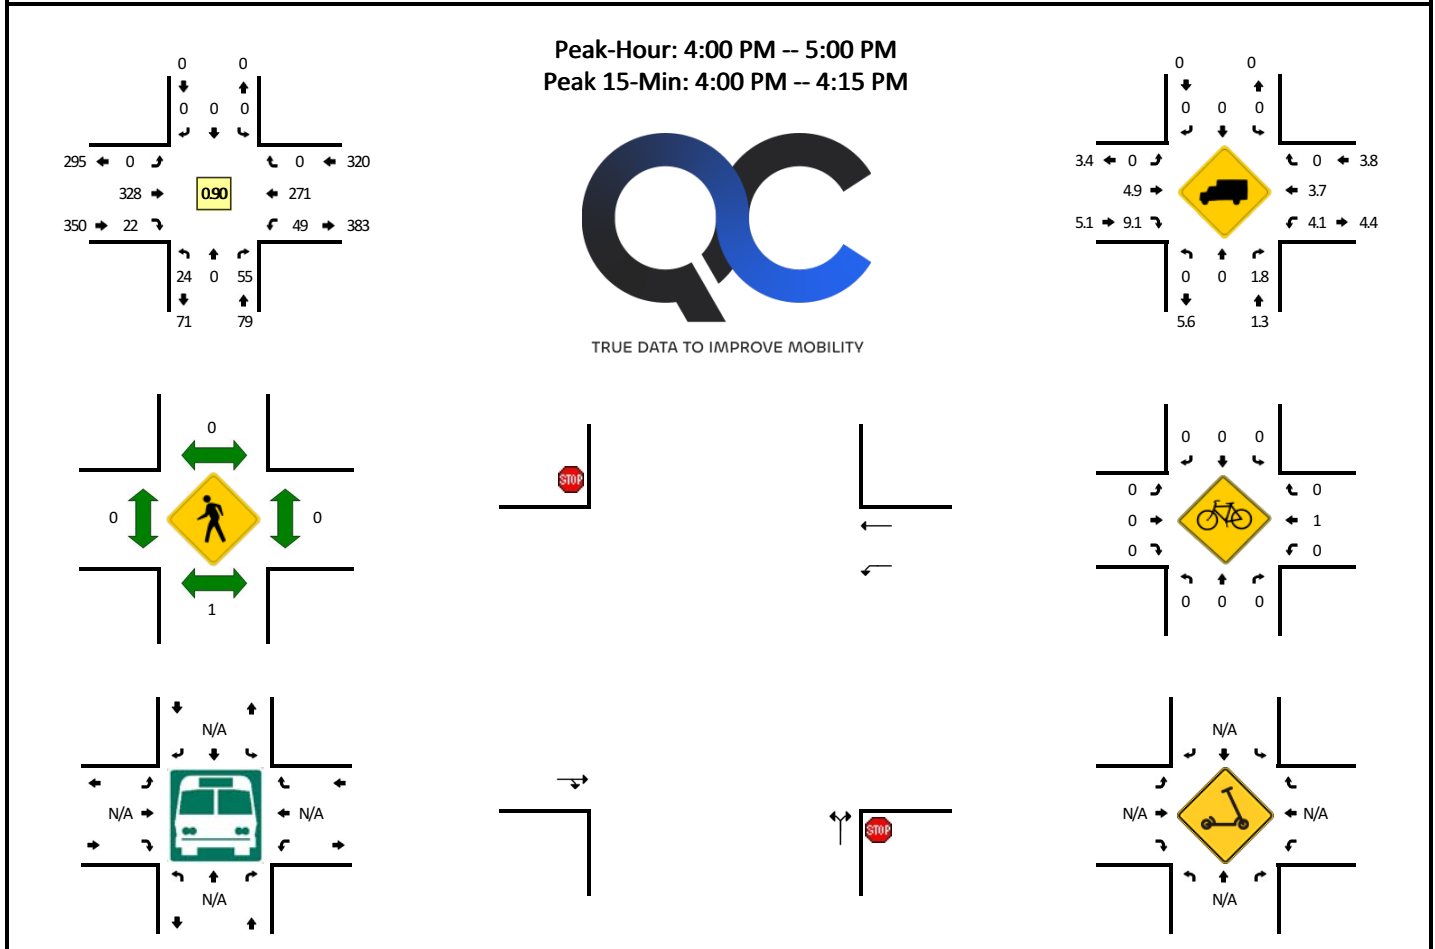 Peak-Hour: 4:00 PM -- 5:00 PM
Peak 15-Min: 4:00 PM -- 4:15 PM
0 0
0 0 0
295 0 0 320
328 0.90 271
350 22 49 383
24 0 55
71 79
QC
TRUE DATA TO IMPROVE MOBILITY
0 0
0 0 0
3.4 0 0 3.8
4.9 3.7
5.1 9.1 4.1 4.4
0 0 1.8
5.6 1.3
0
0 0
1
STOP
0 0 0
0 0
0 1
0 0
0 0 0
N/A
N/A N/A
N/A
STOP
N/A
N/A N/A
N/A